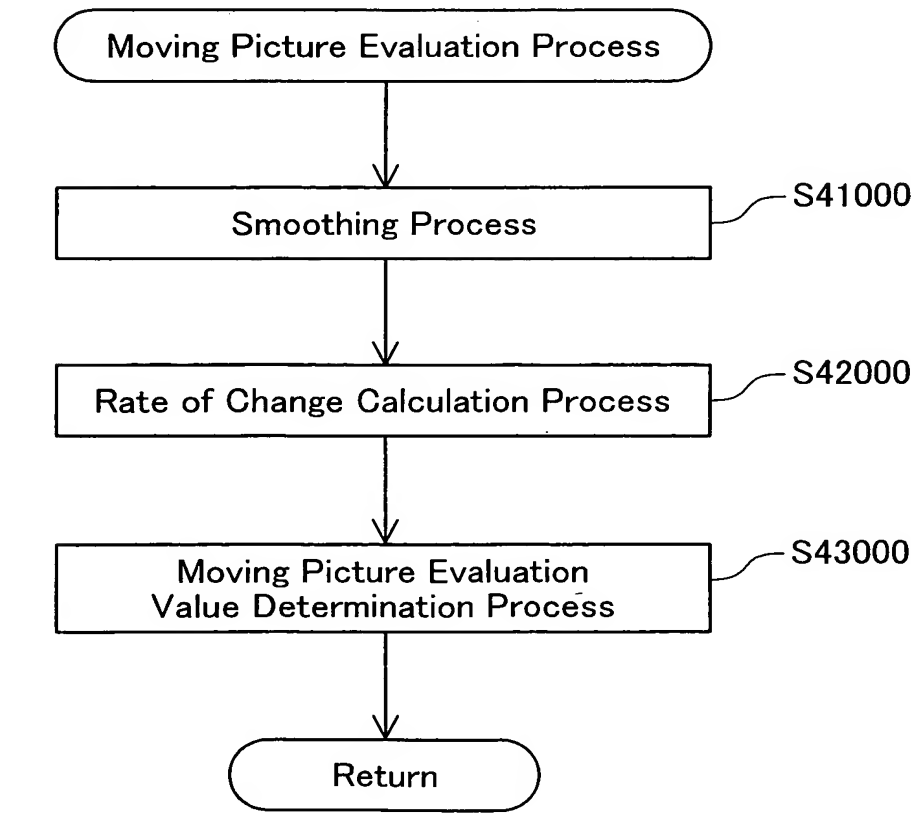 Moving Picture Evaluation Process
Smoothing Process
S41000
Rate of Change Calculation Process
S42000
Moving Picture Evaluation
Value Determination Process
S43000
Return